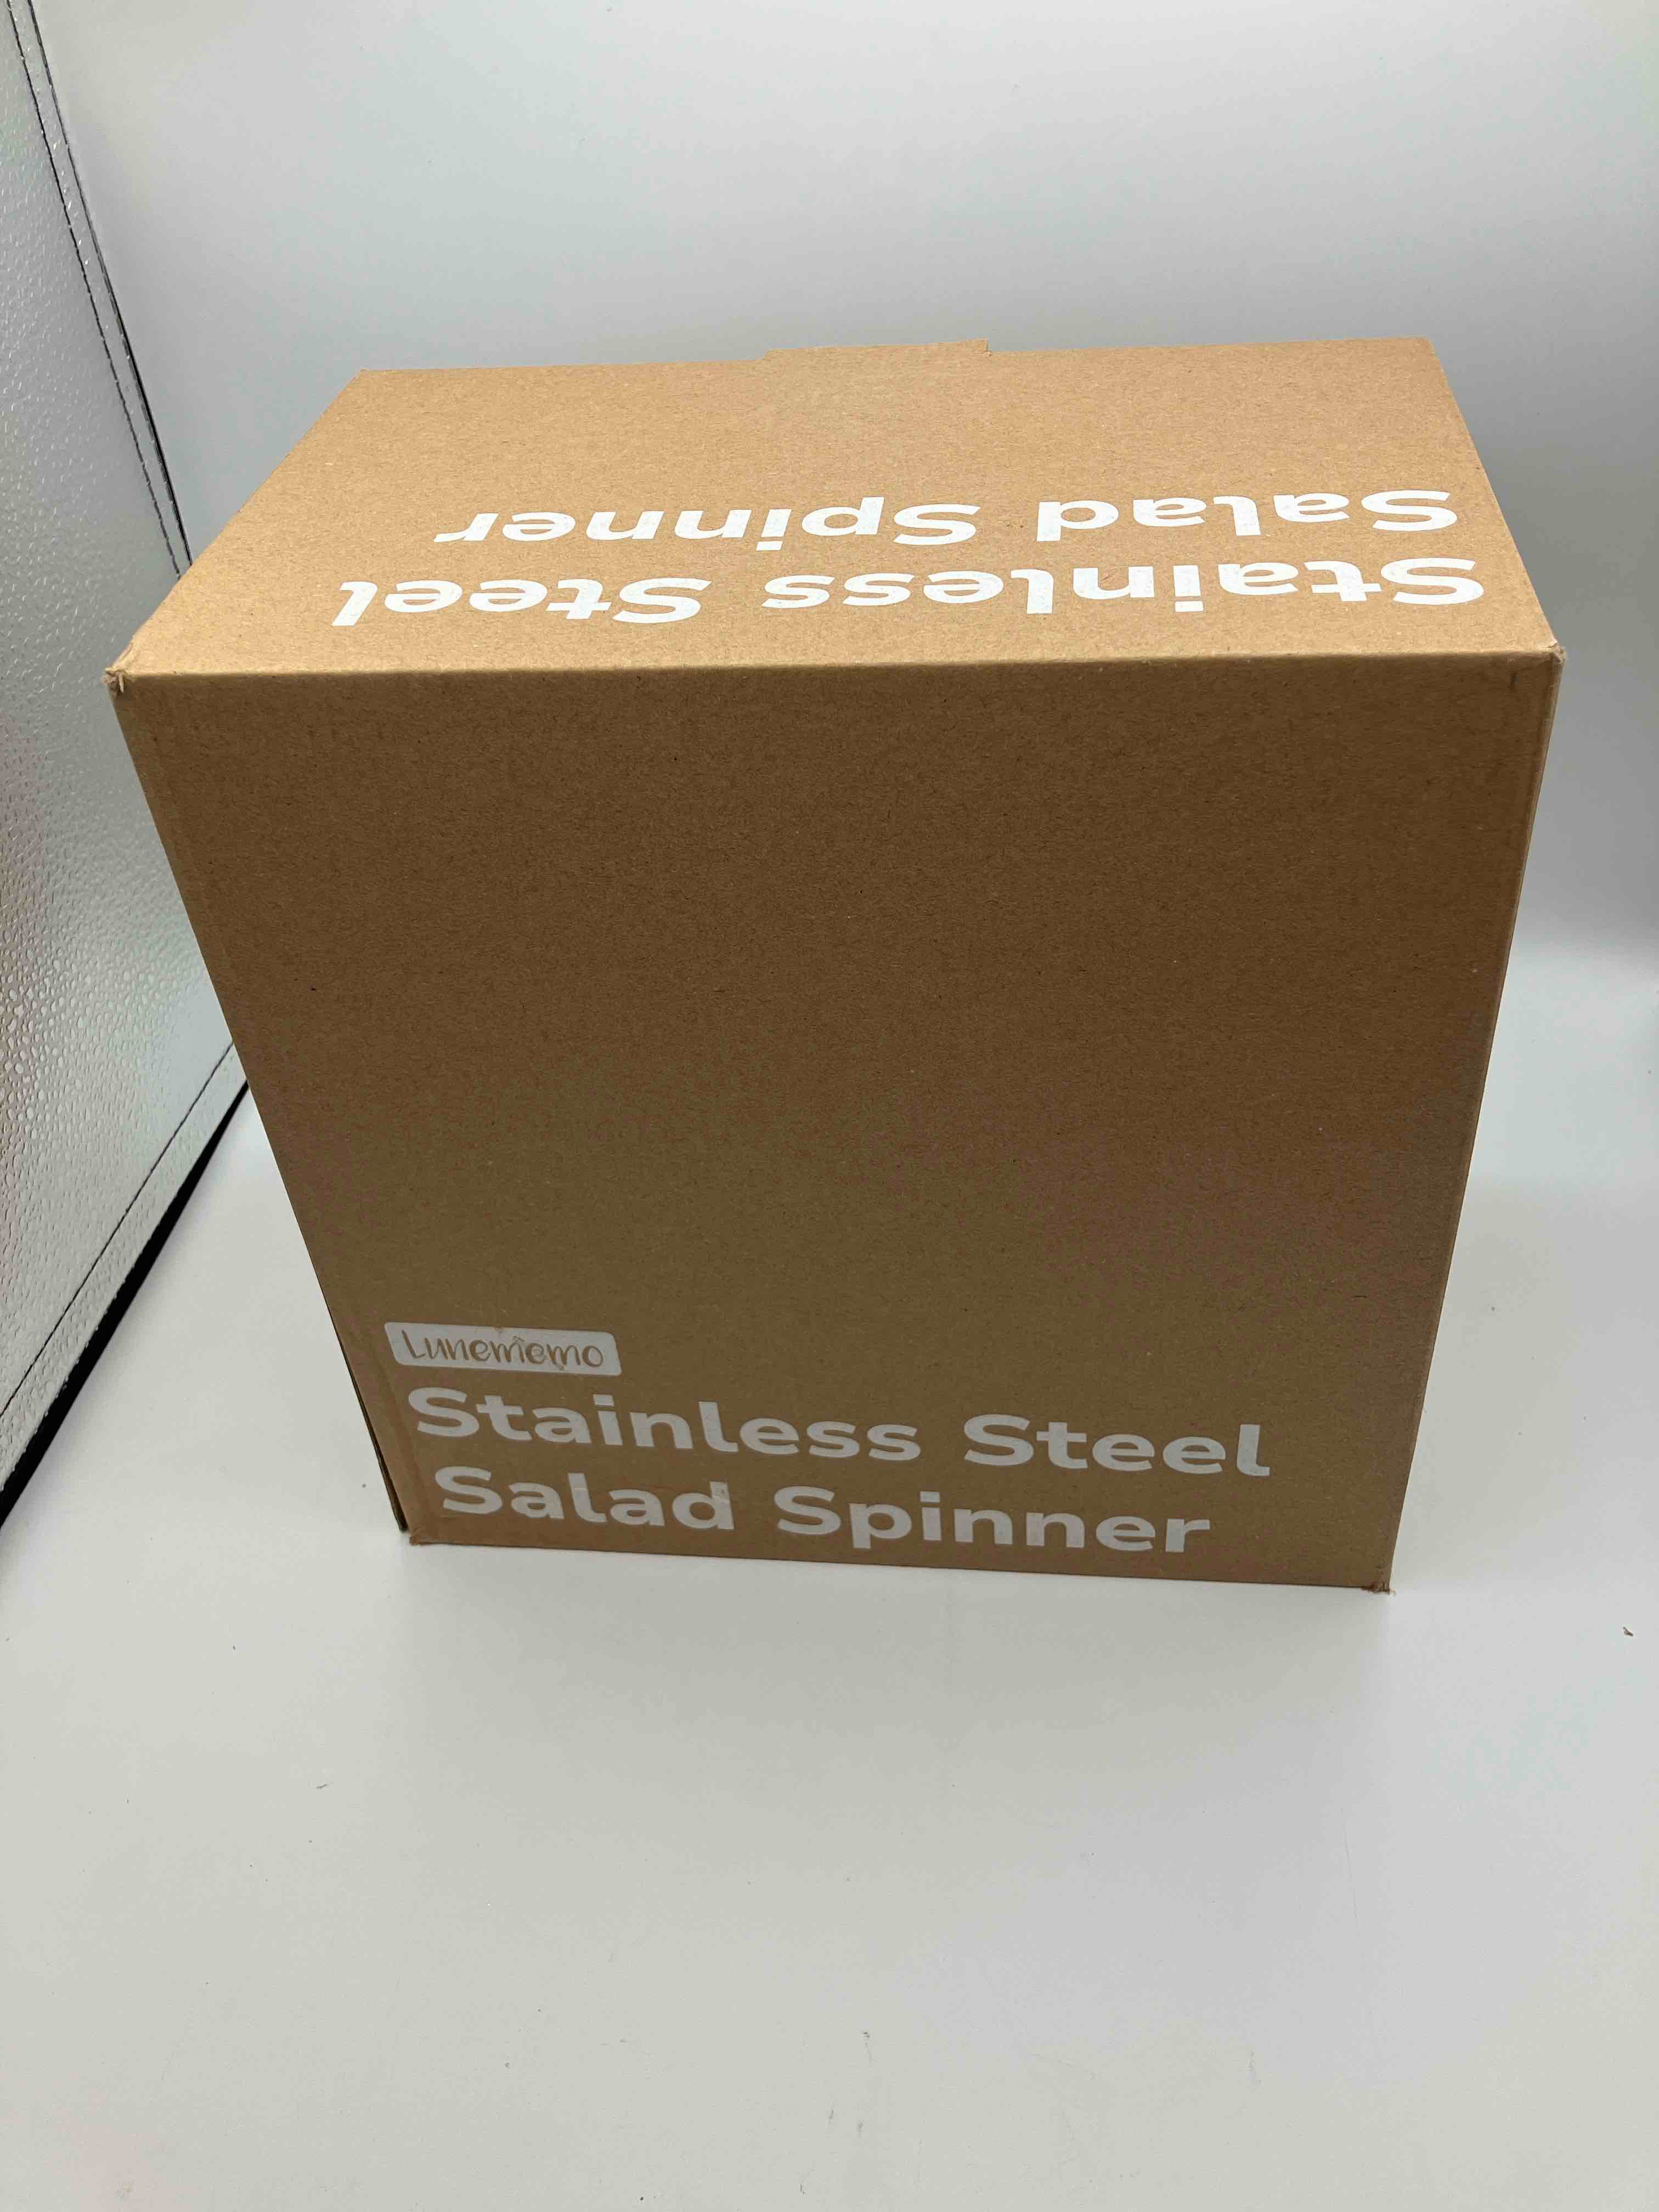 Stainless Steel
Salad Spinner
Lunememo
Stainless Steel
Salad Spinner